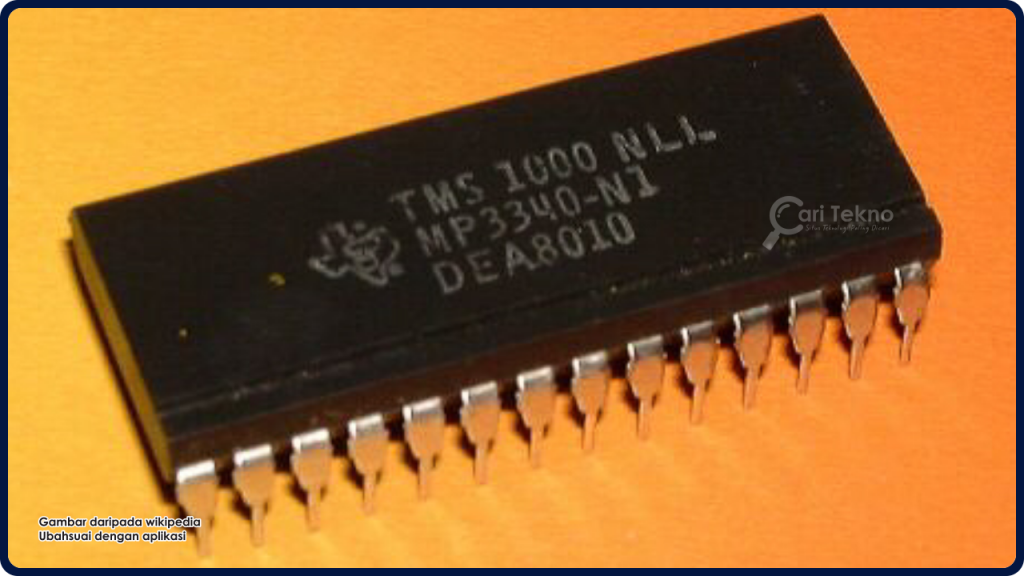 TMS 1000 NLL
MP3340-N1
DEA8010
Cari Tekno
Gambar daripada wikipedia
Ubahsuai dengan aplikasi